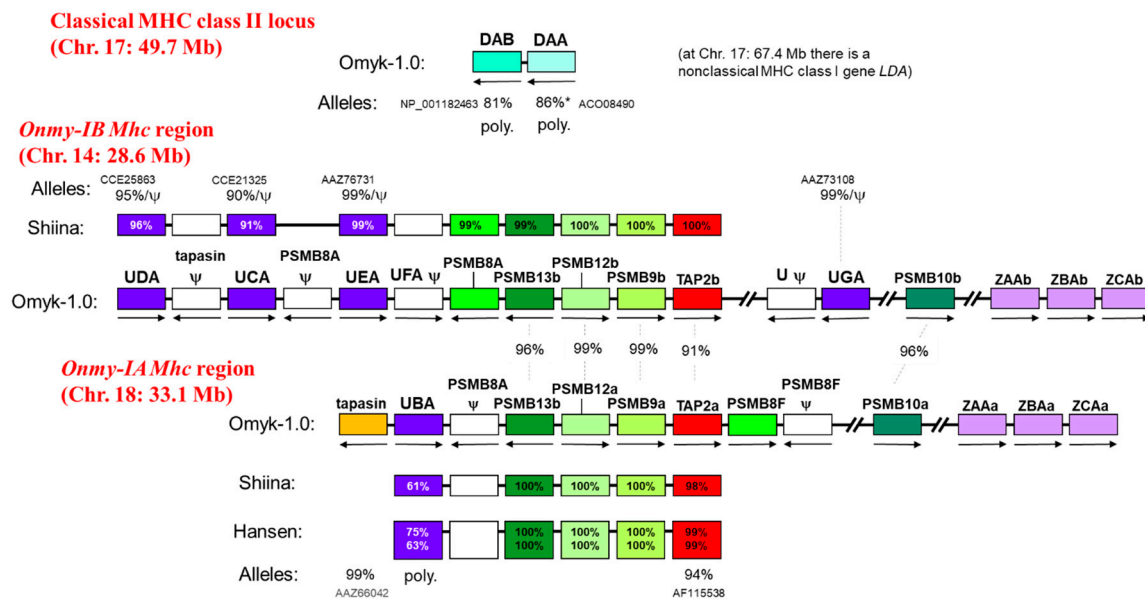 Classical MHC class II locus
(Chr. 17: 49.7 Mb)
DAB DAA
Omyk-1.0:
(at Chr. 17: 67.4 Mb there is a
nonclassical MHC class I gene LDA)
Alleles: NP_001182463 81% 86%* ACO08490
poly. poly.
Onmy-IB Mhc region
(Chr. 14: 28.6 Mb)
CCE25863 CCE21325 AAZ76731 AAZ73108
Alleles: 95%/ψ 90%/ψ 99%/ψ 99%/ψ
Shiina: 96% 91% 99% 99% 99% 100% 100% 100%
tapasin PSMB8A PSMB8A PSMB12b
UDA ψ UCA ψ UEA UFA ψ PSMB13b PSMB9b TAP2b U ψ UGA PSMB10b ZAAb ZBAb ZCAb
Omyk-1.0:
96% 99% 99% 91% 96%
Onmy-IA Mhc region
(Chr. 18: 33.1 Mb)
PSMB8A PSMB12a PSMB8F
tapasin UBA ψ PSMB13b PSMB9a TAP2a PSMB8F ψ PSMB10a ZAAa ZBAa ZCAa
Omyk-1.0:
Shiina: 61% 100% 100% 100% 98%
Hansen: 75% 100% 100% 100% 99%
63% 100% 100% 100% 99%
Alleles: 99% poly. 94%
AAZ66042 AF115538